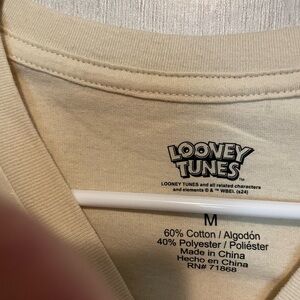 LOONEY
TUNES
LOONEY TUNES and all related characters
and elements © & ™ WBEI. (s24)
M
60% Cotton / Algodón
40% Polyester / Poliéster
Made in China
Hecho en China
RN# 71868